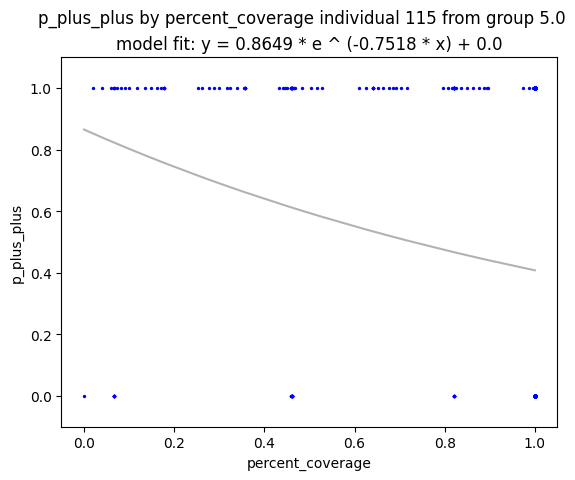 p_plus_plus by percent_coverage individual 115 from group 5.0
model fit: y = 0.8649 * e ^ (-0.7518 * x) + 0.0
1.0
0.8
0.6
0.4
0.2
0.0
p_plus_plus
0.0 0.2 0.4 0.6 0.8 1.0
percent_coverage